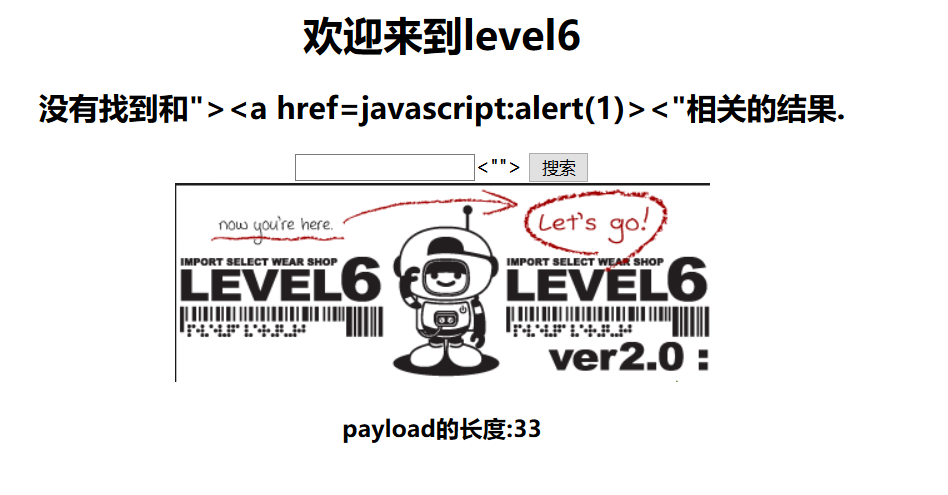 欢迎来到level6
没有找到和"><a href=javascript:alert(1)><"相关的结果.
<""> 搜索
now you're here. Let's go!
IMPORT SELECT WEAR SHOP IMPORT SELECT WEAR SHOP
LEVEL6 LEVEL6
ver2.0 :
payload的长度:33